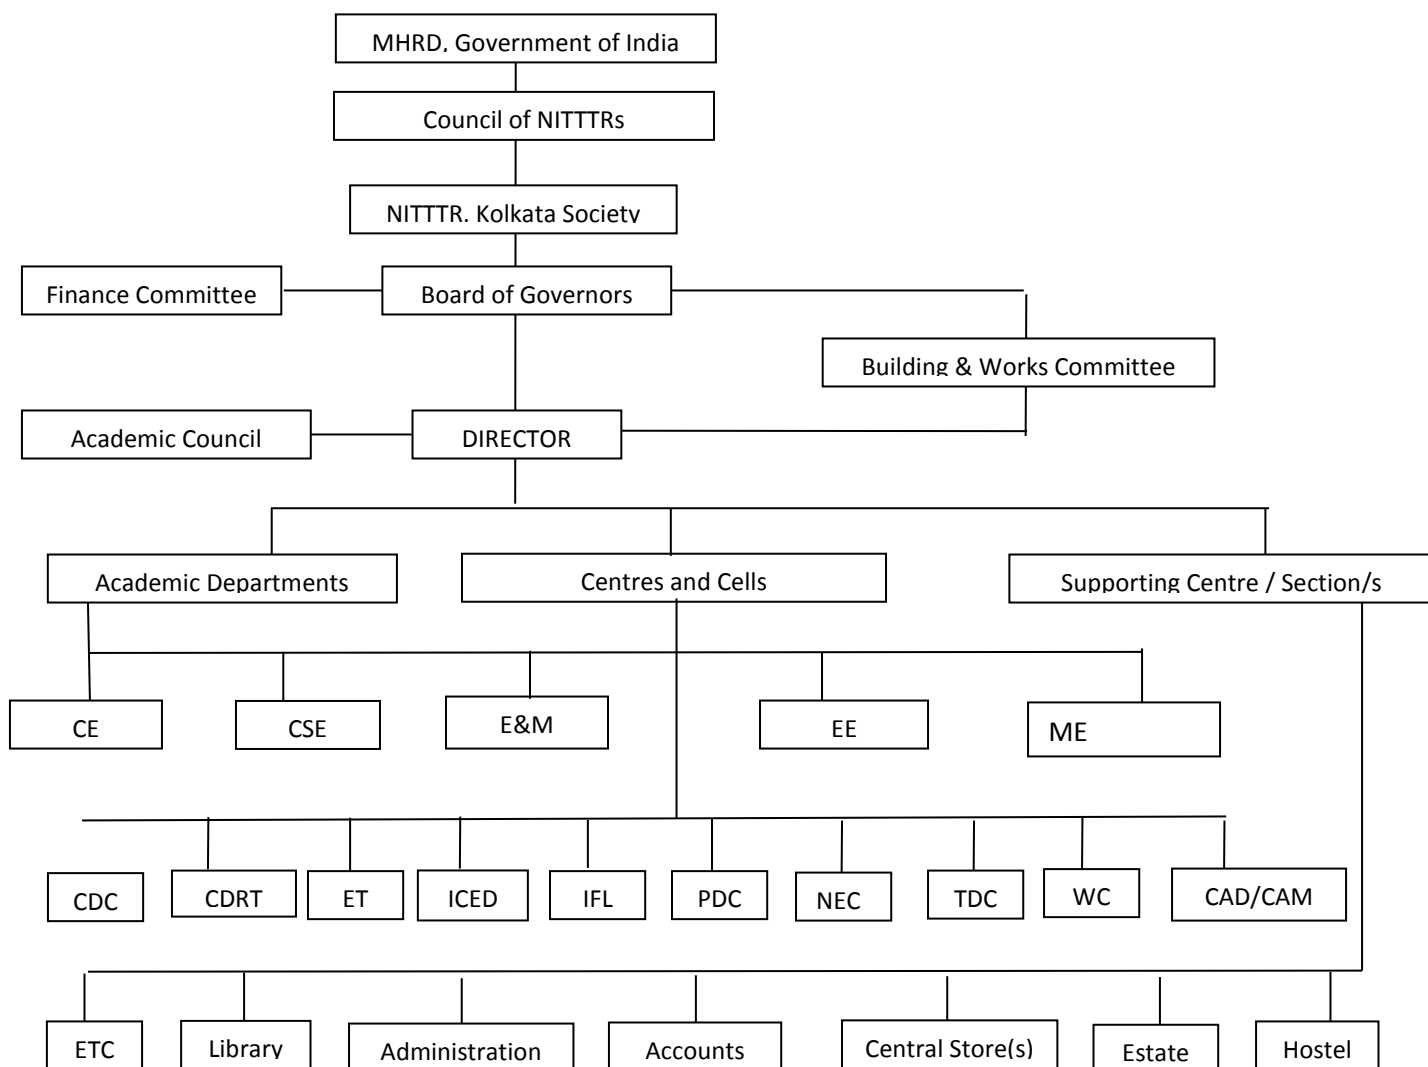 MHRD, Government of India
Council of NITTTRs
NITTTR, Kolkata Society
Finance Committee
Board of Governors
Building & Works Committee
Academic Council
DIRECTOR
Academic Departments
Centres and Cells
Supporting Centre / Section/s
CE
CSE
E&M
EE
ME
CDC
CDRT
ET
ICED
IFL
PDC
NEC
TDC
WC
CAD/CAM
ETC
Library
Administration
Accounts
Central Store(s)
Estate
Hostel